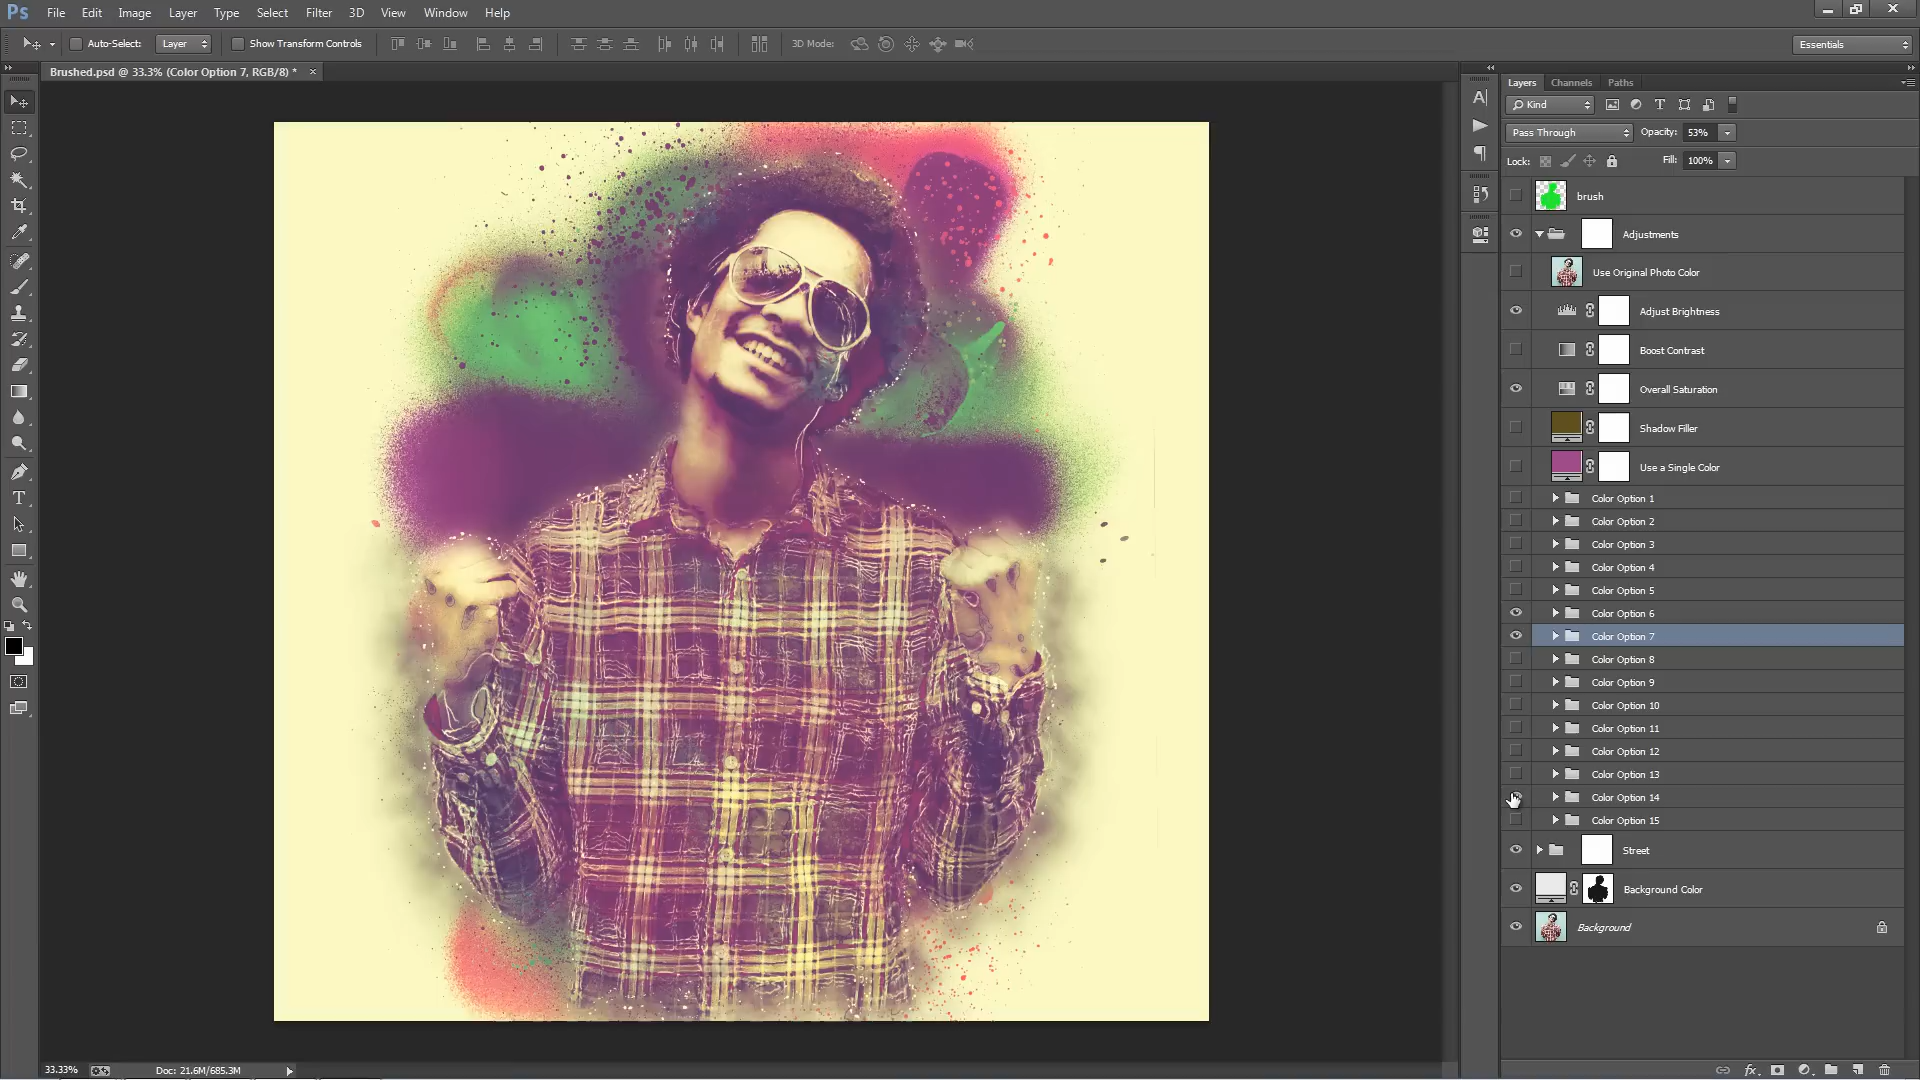 Ps File Edit Image Layer Type Select Filter 3D View Window Help
Auto-Select: Layer Show Transform Controls 3D Mode: Essentials
Brushed.psd @ 33.3% (Color Option 7, RGB/8) * ×
Layers Channels Paths
Kind
Pass Through Opacity: 53%
Lock: Fill: 100%
brush
Adjustments
Use Original Photo Color
Adjust Brightness
Boost Contrast
Overall Saturation
Shadow Filler
Use a Single Color
Color Option 1
Color Option 2
Color Option 3
Color Option 4
Color Option 5
Color Option 6
Color Option 7
Color Option 8
Color Option 9
Color Option 10
Color Option 11
Color Option 12
Color Option 13
Color Option 14
Color Option 15
Street
Background Color
Background
33.33% Doc: 21.6M/685.3M
fx